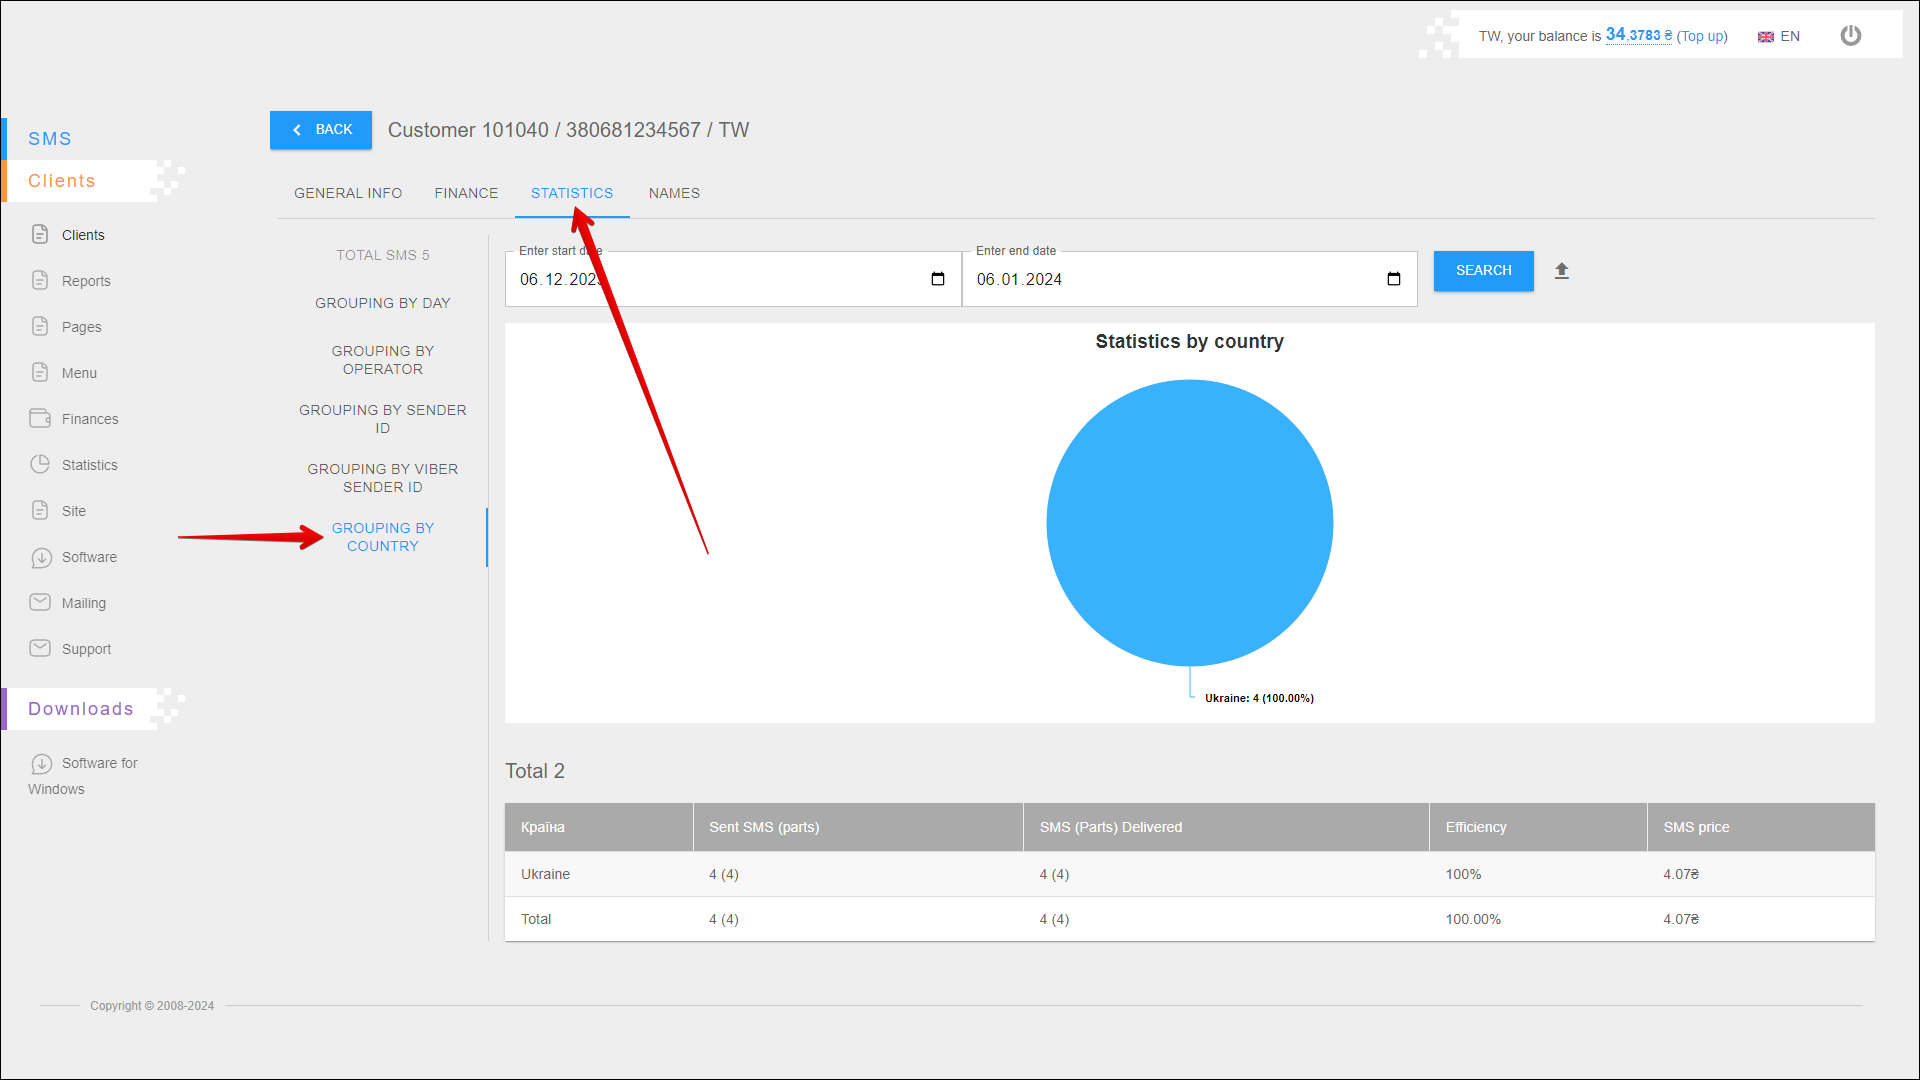 TW, your balance is 34,3783 ₴ (Top up) EN
BACK Customer 101040 / 380681234567 / TW
SMS
Clients
Clients
Reports
Pages
Menu
Finances
Statistics
Site
Software
Mailing
Support
Downloads
Software for
Windows
GENERAL INFO FINANCE STATISTICS NAMES
TOTAL SMS 5
GROUPING BY DAY
GROUPING BY
OPERATOR
GROUPING BY SENDER
ID
GROUPING BY VIBER
SENDER ID
GROUPING BY
COUNTRY
Enter start date Enter end date
06.12.2023 06.01.2024 SEARCH
Statistics by country
Ukraine: 4 (100.00%)
Total 2
Країна Sent SMS (parts) SMS (Parts) Delivered Efficiency SMS price
Ukraine 4 (4) 4 (4) 100% 4.07₴
Total 4 (4) 4 (4) 100.00% 4.07₴
Copyright © 2008-2024